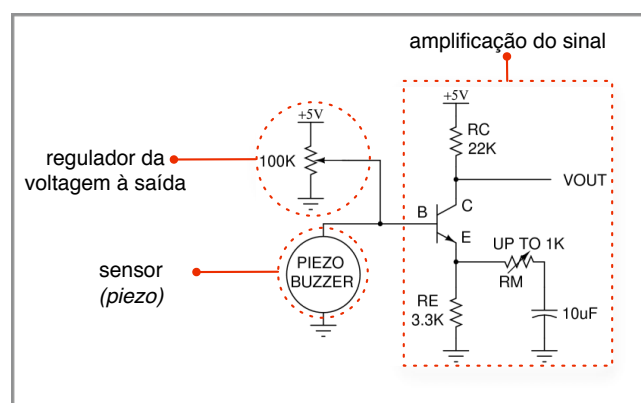 amplificação do sinal
+5V
RC
22K
VOUT
C
B
E
UP TO 1K
RM
RE
3.3K
10uF
+5V
100K
regulador da
voltagem à saída
sensor
(piezo)
PIEZO
BUZZER